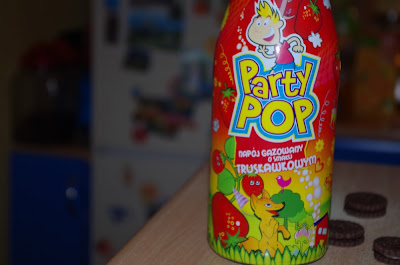 Party
POP
NAPÓJ GAZOWANY
O SMAKU
TRUSKAWKOWYM